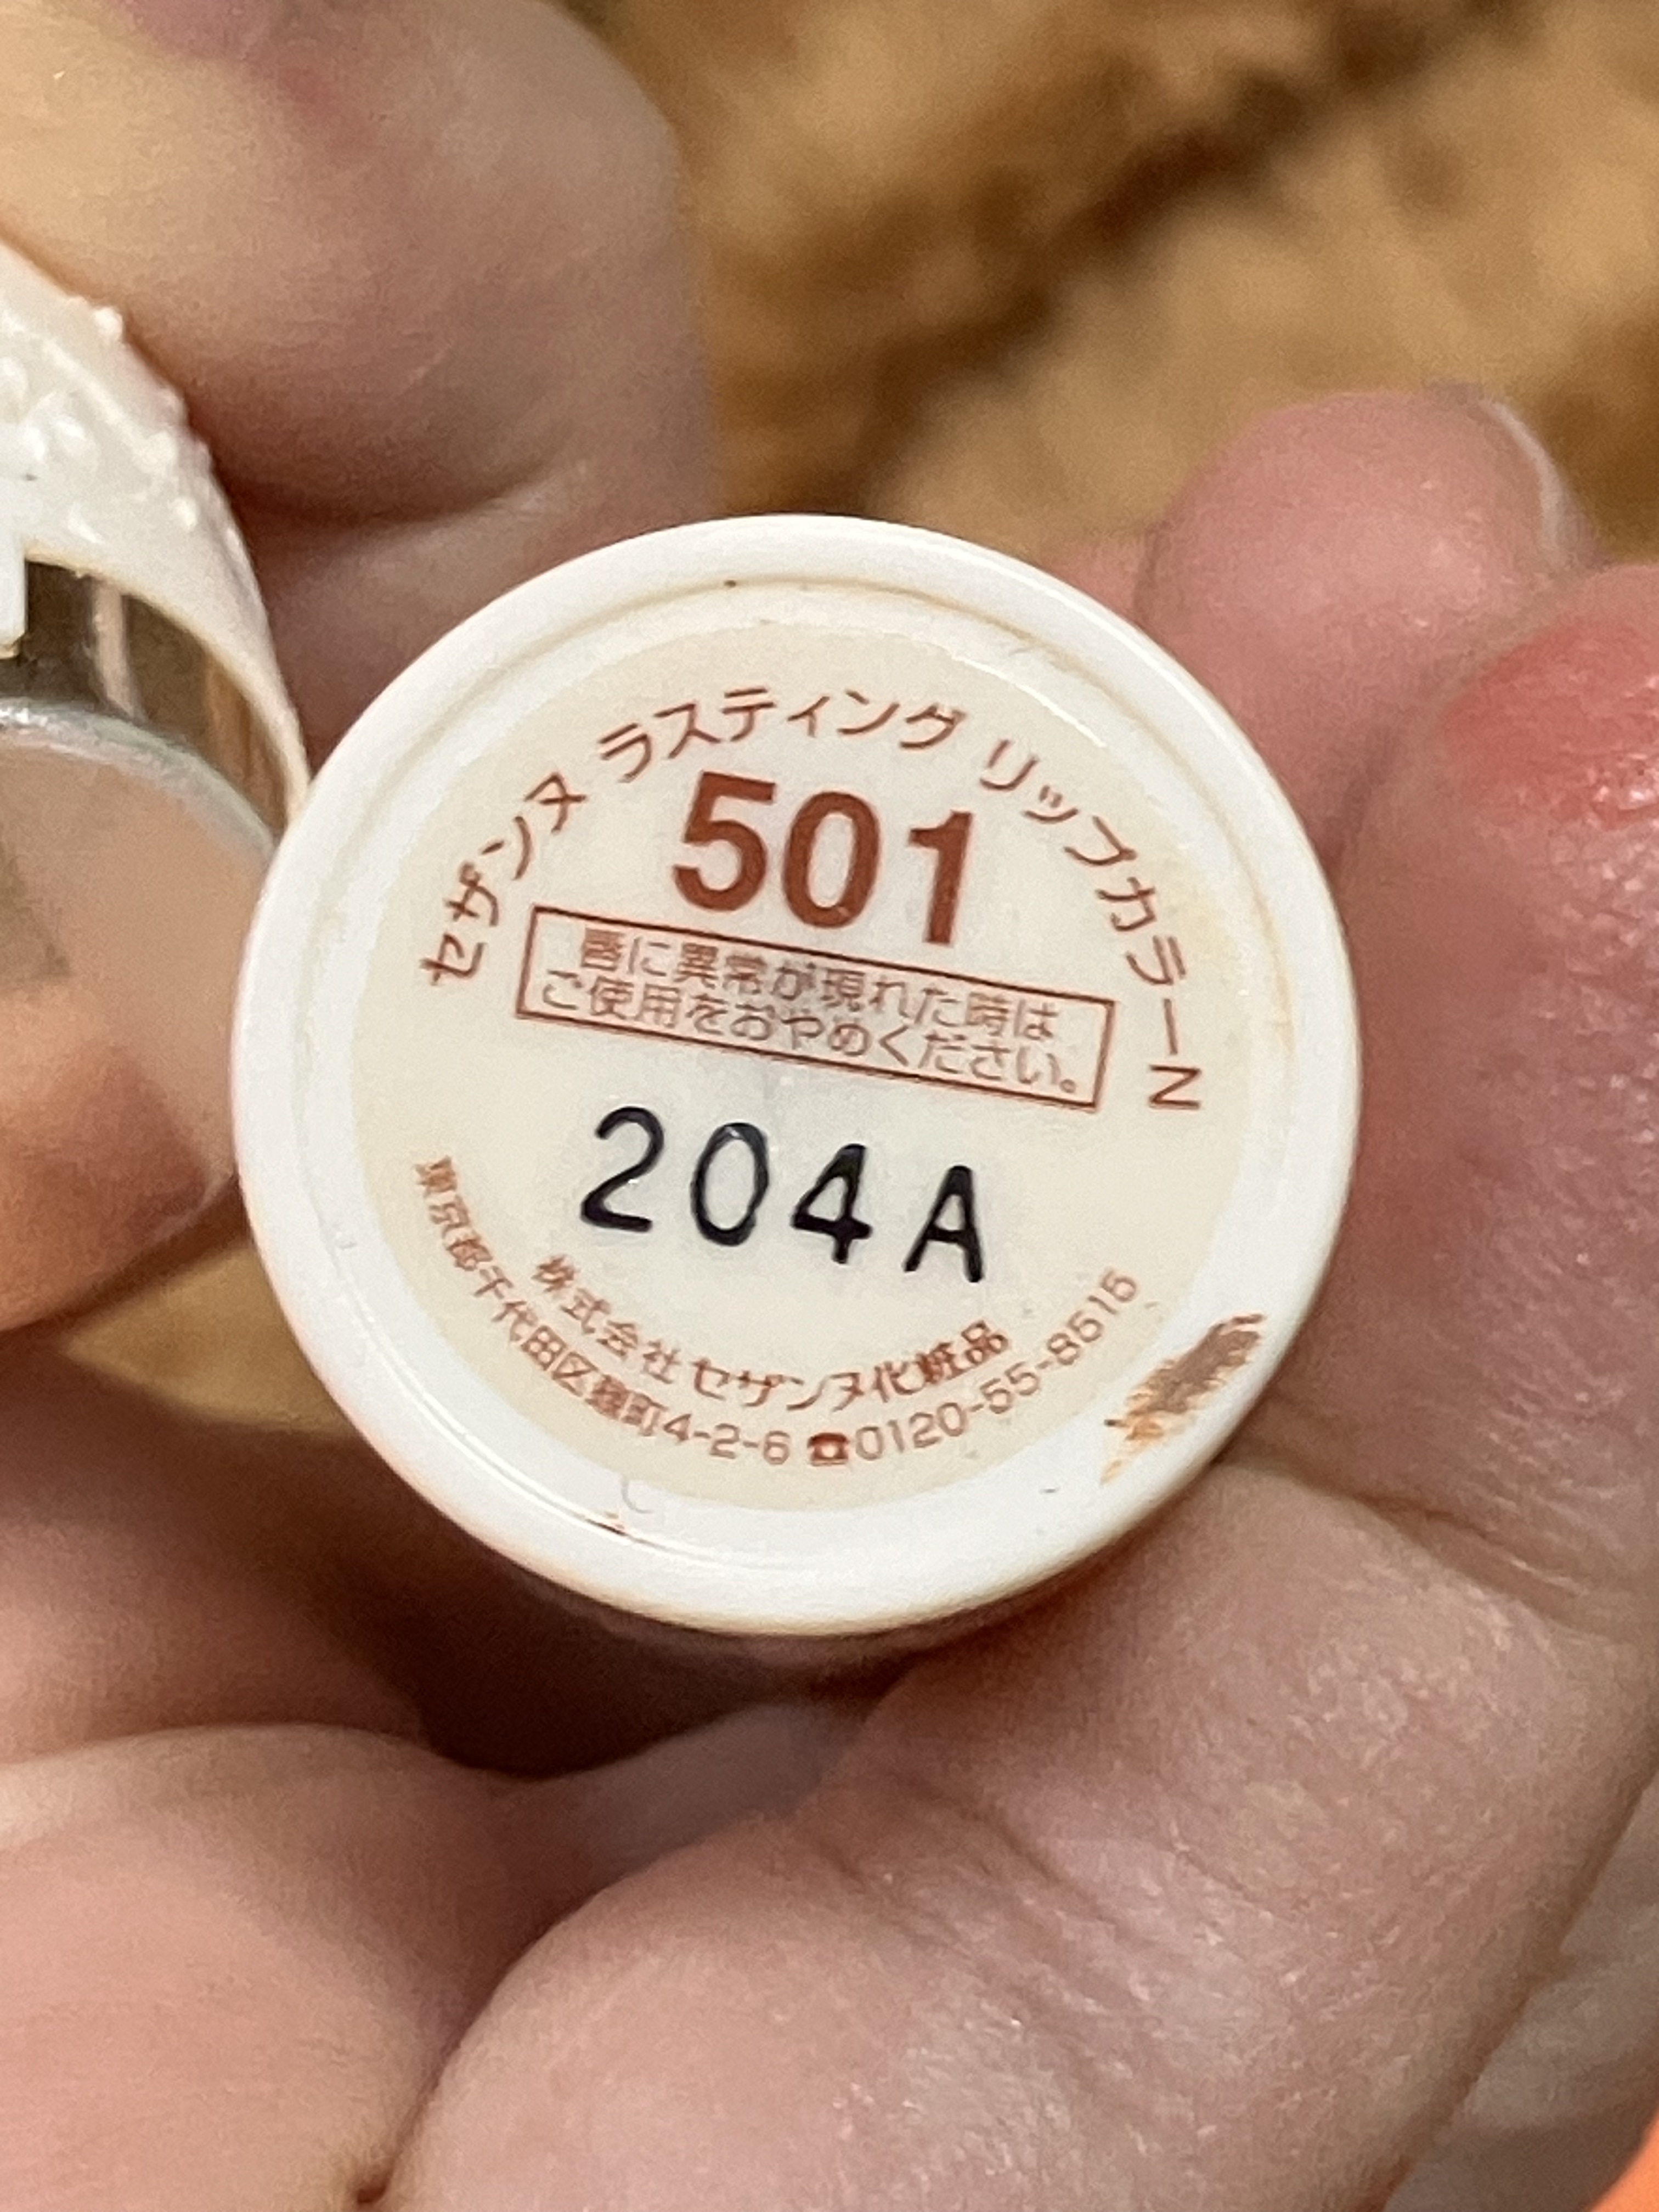 セザンヌ ラスティング リップカラーN
501
唇に異常が現れた時は
ご使用をおやめください。
204A
株式会社セザンヌ化粧品
東京都千代田区麹町4-2-6 ☎0120-55-8515